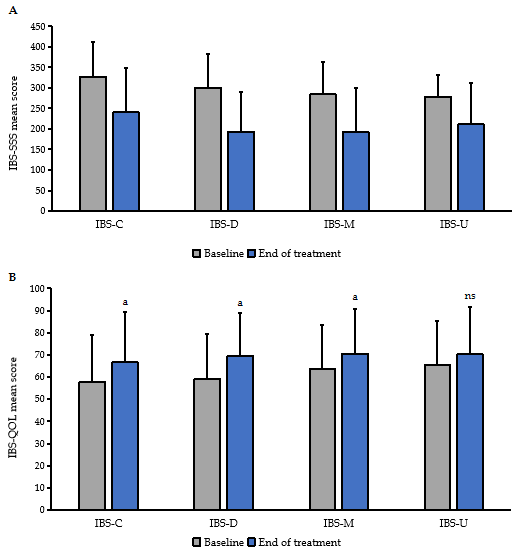 A
IBS-SSS mean score
450
400
350
300
250
200
150
100
50
0
IBS-C IBS-D IBS-M IBS-U
Baseline End of treatment
B
IBS-QOL mean score
100
90
80
70
60
50
40
30
20
10
0
a a a ns
IBS-C IBS-D IBS-M IBS-U
Baseline End of treatment